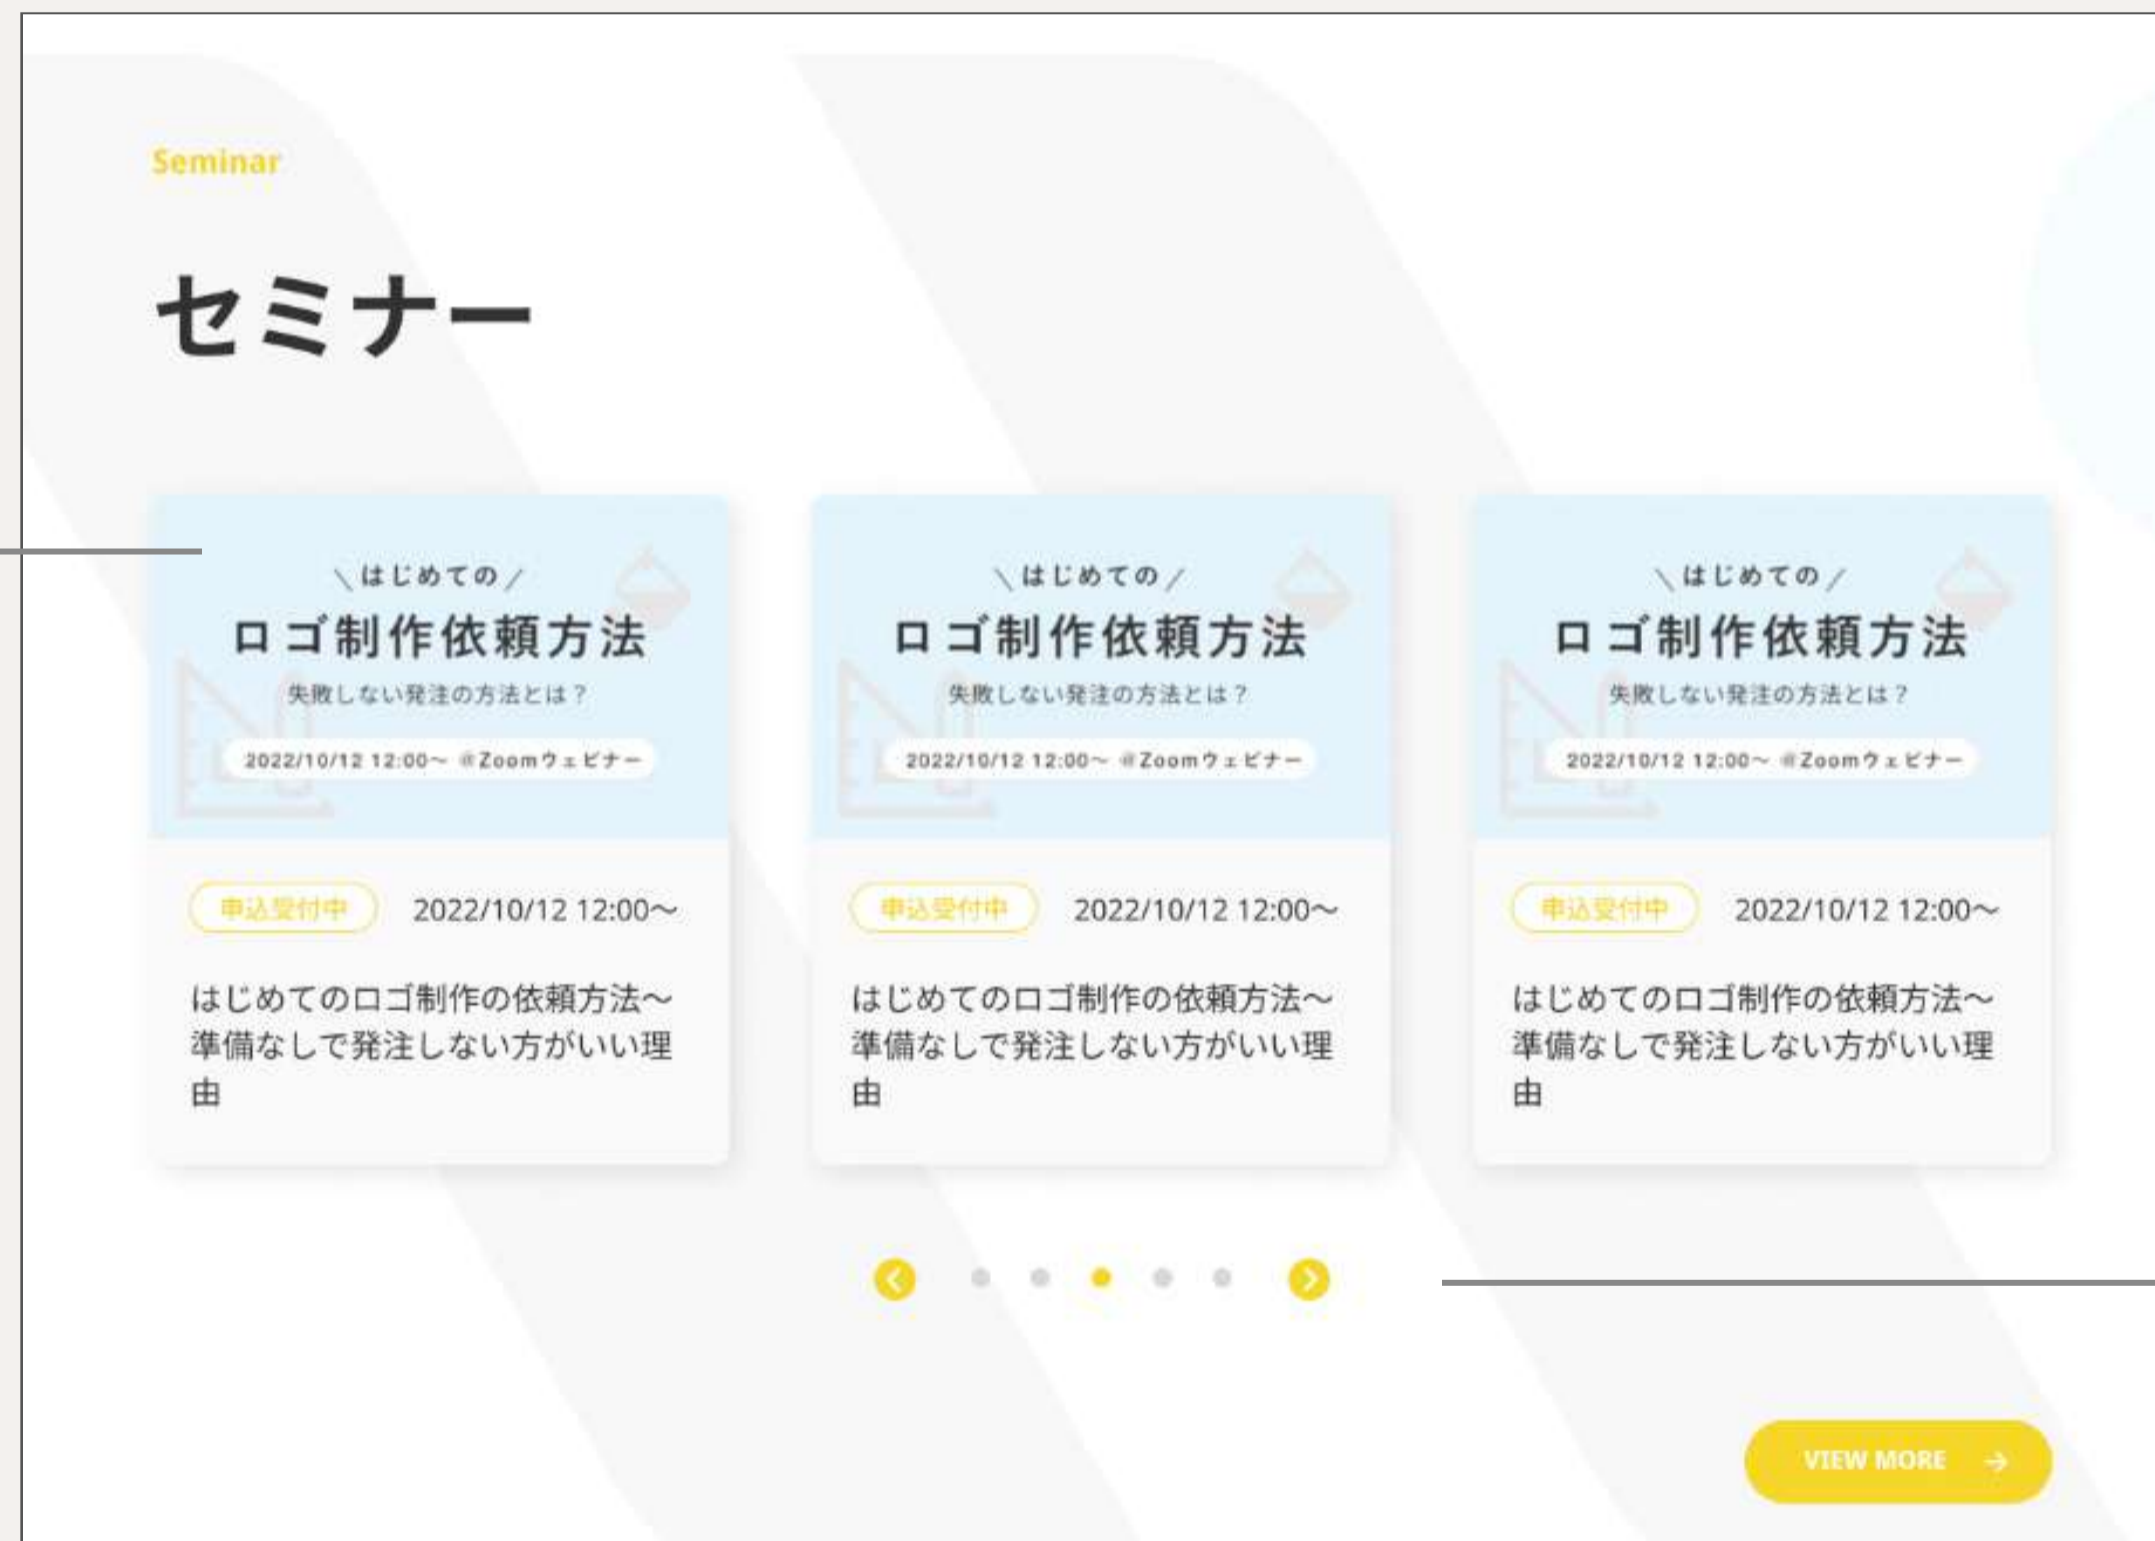 Seminar
セミナー
\はじめての/
ロゴ制作依頼方法
失敗しない発注の方法とは？
2022/10/12 12:00〜 @Zoomウェビナー
申込受付中 2022/10/12 12:00〜
はじめてのロゴ制作の依頼方法〜
準備なしで発注しない方がいい理
由
\はじめての/
ロゴ制作依頼方法
失敗しない発注の方法とは？
2022/10/12 12:00〜 @Zoomウェビナー
申込受付中 2022/10/12 12:00〜
はじめてのロゴ制作の依頼方法〜
準備なしで発注しない方がいい理
由
\はじめての/
ロゴ制作依頼方法
失敗しない発注の方法とは？
2022/10/12 12:00〜 @Zoomウェビナー
申込受付中 2022/10/12 12:00〜
はじめてのロゴ制作の依頼方法〜
準備なしで発注しない方がいい理
由
VIEW MORE →